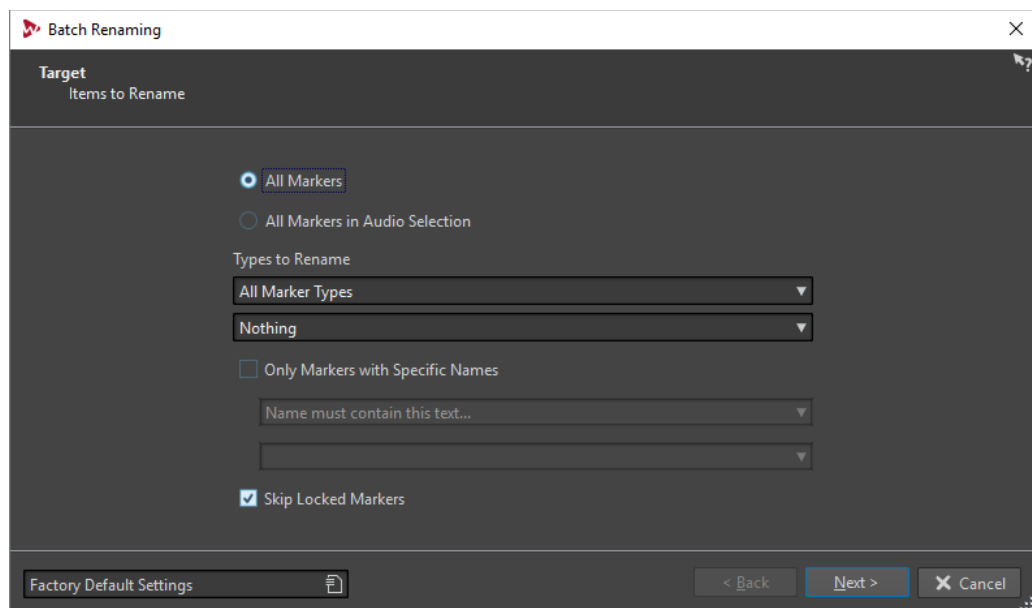 Batch Renaming
Target
Items to Rename
All Markers
All Markers in Audio Selection
Types to Rename
All Marker Types
Nothing
Only Markers with Specific Names
Name must contain this text...
Skip Locked Markers
Factory Default Settings
< Back
Next >
Cancel